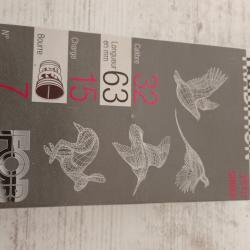 Calibre
32
Longueur
en mm
63
Charge
15
Bourre
N°
7